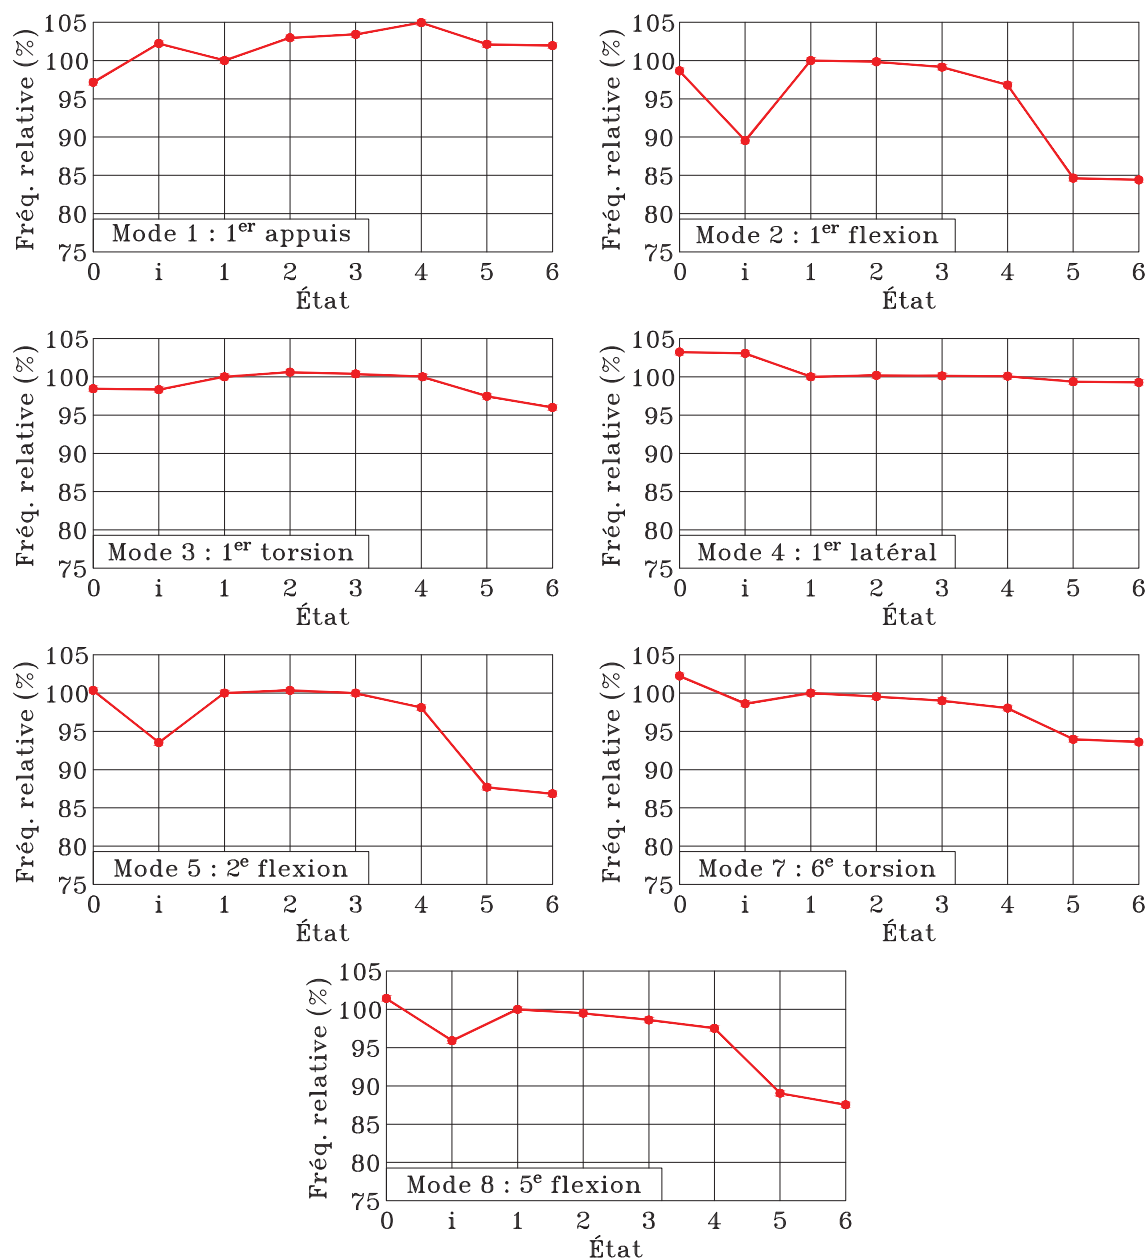 Fréq. relative (%)
105
100
95
90
85
80
75
Mode 1 : 1er appuis
0 i 1 2 3 4 5 6
État
Fréq. relative (%)
105
100
95
90
85
80
75
Mode 2 : 1er flexion
0 i 1 2 3 4 5 6
État
Fréq. relative (%)
105
100
95
90
85
80
75
Mode 3 : 1er torsion
0 i 1 2 3 4 5 6
État
Fréq. relative (%)
105
100
95
90
85
80
75
Mode 4 : 1er latéral
0 i 1 2 3 4 5 6
État
Fréq. relative (%)
105
100
95
90
85
80
75
Mode 5 : 2e flexion
0 i 1 2 3 4 5 6
État
Fréq. relative (%)
105
100
95
90
85
80
75
Mode 7 : 6e torsion
0 i 1 2 3 4 5 6
État
Fréq. relative (%)
105
100
95
90
85
80
75
Mode 8 : 5e flexion
0 i 1 2 3 4 5 6
État